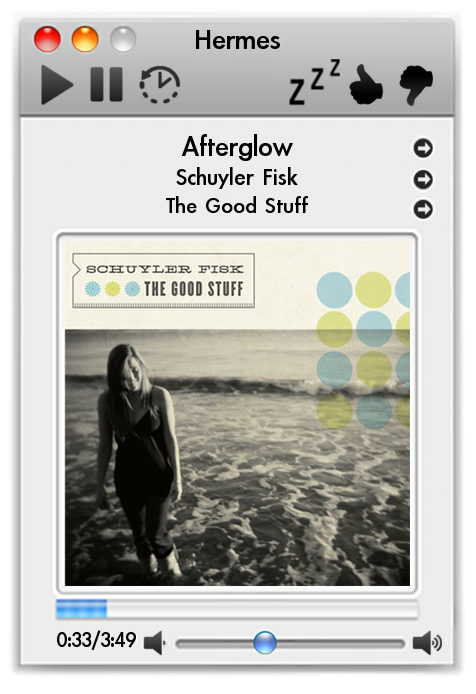 Hermes
z z z
Afterglow
Schuyler Fisk
The Good Stuff
SCHUYLER FISK
THE GOOD STUFF
0:33/3:49